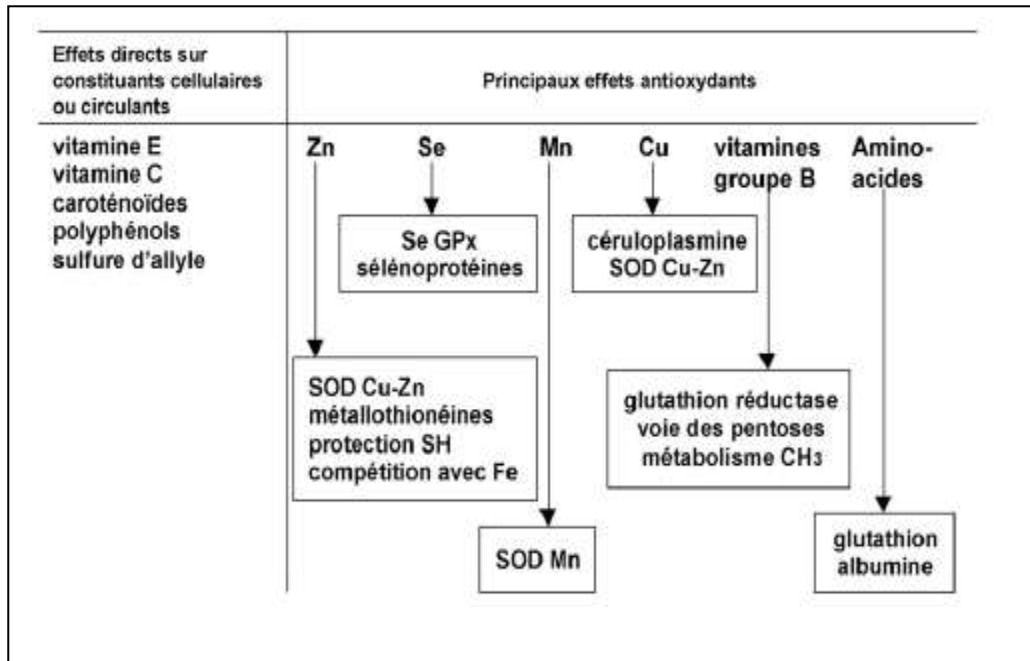 Effets directs sur
constituants cellulaires
ou circulants
Principaux effets antioxydants
vitamine E
vitamine C
caroténoïdes
polyphénols
sulfure d'allyle
Zn
Se
Mn
Cu
vitamines
groupe B
Amino-
acides
Se GPx
sélénoprotéines
céruloplasmine
SOD Cu-Zn
SOD Cu-Zn
métallothionéines
protection SH
compétition avec Fe
glutathion réductase
voie des pentoses
métabolisme CH3
SOD Mn
glutathion
albumine